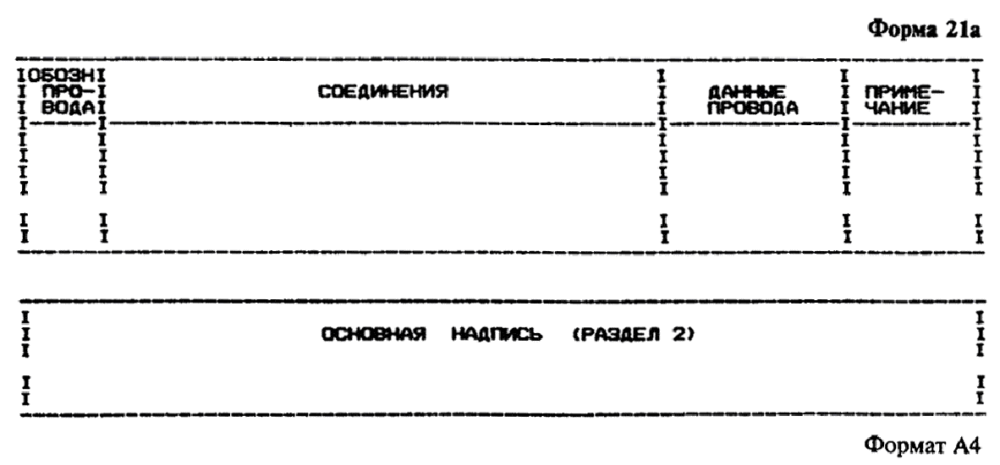 Форма 21а
ОБОЗН
ПРО- СОЕДИНЕНИЯ ДАННЫЕ ПРИМЕ-
ВОДА ПРОВОДА ЧАНИЕ
ОСНОВНАЯ НАДПИСЬ (РАЗДЕЛ 2)
Формат А4